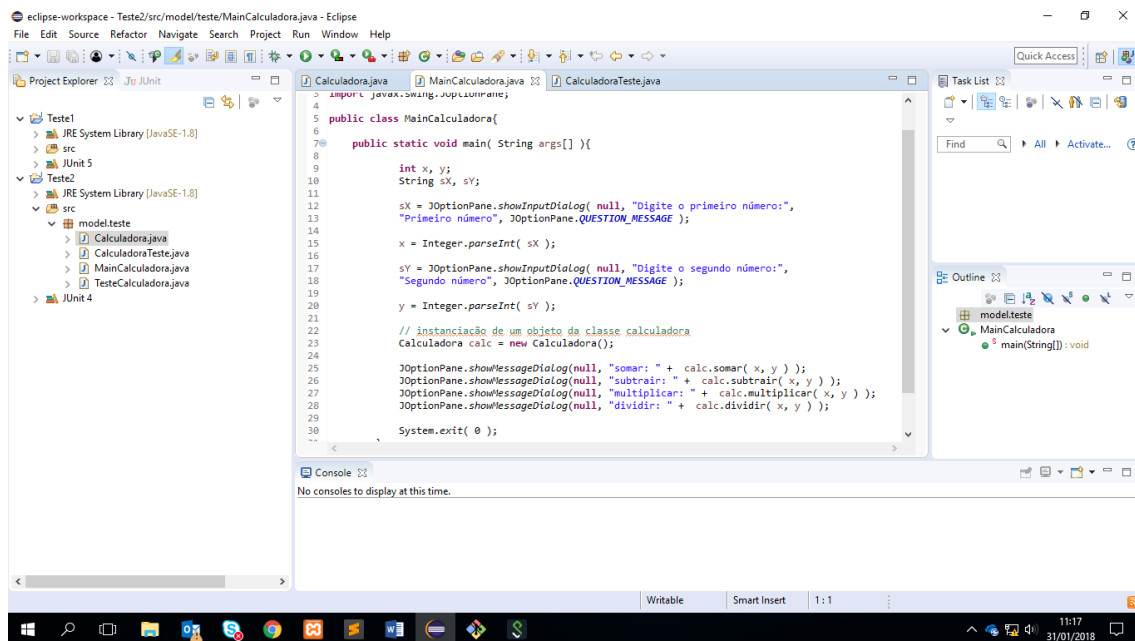 eclipse-workspace - Teste2/src/model/teste/MainCalculadora.java - Eclipse
File Edit Source Refactor Navigate Search Project Run Window Help
Quick Access
Project Explorer
JUnit
Teste1
JRE System Library [JavaSE-1.8]
src
JUnit 5
Teste2
JRE System Library [JavaSE-1.8]
src
model.teste
Calculadora.java
CalculadoraTeste.java
MainCalculadora.java
TesteCalculadora.java
JUnit 4
Calculadora.java MainCalculadora.java CalculadoraTeste.java
3 import javax.swing.JOptionPane;
4
5 public class MainCalculadora{
6
7 public static void main( String args[] ){
8
9 int x, y;
10 String sX, sY;
11
12 sX = JOptionPane.showInputDialog( null, "Digite o primeiro número:",
13 "Primeiro número", JOptionPane.QUESTION_MESSAGE );
14
15 x = Integer.parseInt( sX );
16
17 sY = JOptionPane.showInputDialog( null, "Digite o segundo número:",
18 "Segundo número", JOptionPane.QUESTION_MESSAGE );
19
20 y = Integer.parseInt( sY );
21
22 // instanciação de um objeto da classe calculadora
23 Calculadora calc = new Calculadora();
24
25 JOptionPane.showMessageDialog(null, "somar: " + calc.somar( x, y ) );
26 JOptionPane.showMessageDialog(null, "subtrair: " + calc.subtrair( x, y ) );
27 JOptionPane.showMessageDialog(null, "multiplicar: " + calc.multiplicar( x, y ) );
28 JOptionPane.showMessageDialog(null, "dividir: " + calc.dividir( x, y ) );
29
30 System.exit( 0 );
Console
No consoles to display at this time.
Task List
Find All Activate...
Outline
model.teste
MainCalculadora
main(String[]) : void
Writable Smart Insert 1 : 1
11:17
31/01/2018